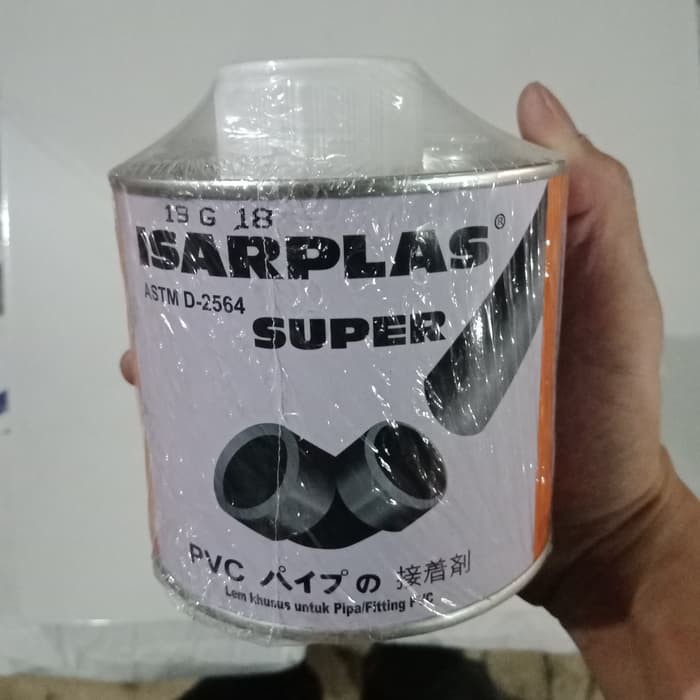 19 G 18
ISARPLAS®
ASTM D-2564
SUPER
PVC パイプの 接着剤
Lem khusus untuk Pipa/Fitting PVC